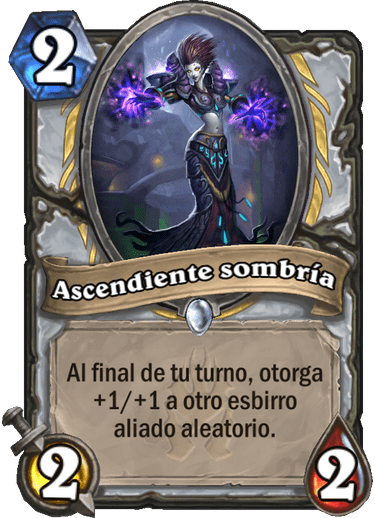 2
Ascendiente sombría
Al final de tu turno, otorga
+1/+1 a otro esbirro
aliado aleatorio.
2
2